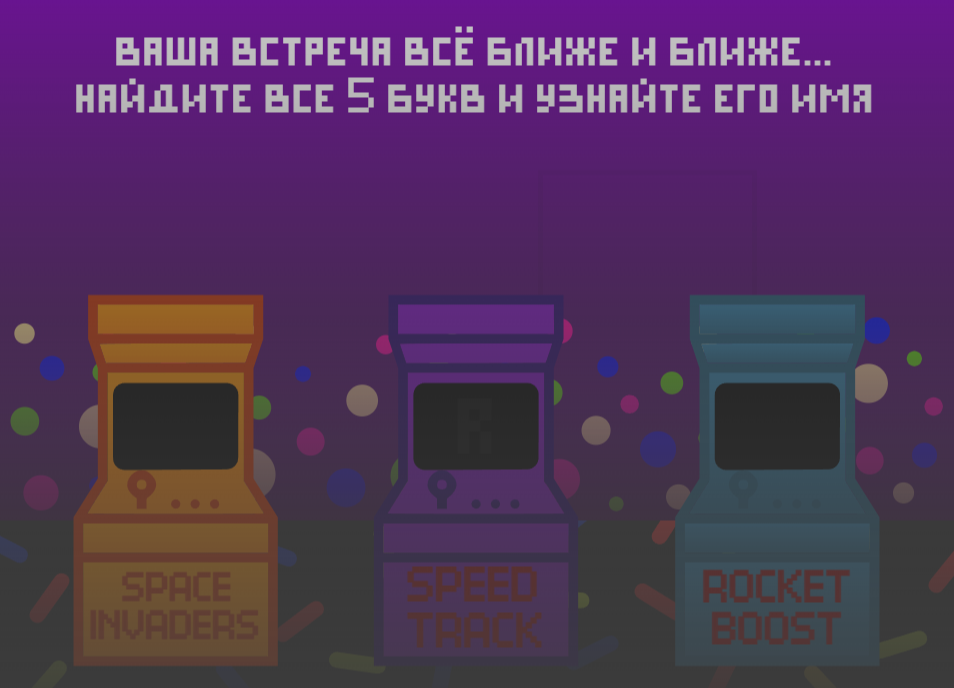 ВАША ВСТРЕЧА ВСЁ БЛИЖЕ И БЛИЖЕ...
НАЙДИТЕ ВСЕ 5 БУКВ И УЗНАЙТЕ ЕГО ИМЯ
R
SPACE
INVADERS
SPEED
TRACK
ROCKET
BOOST